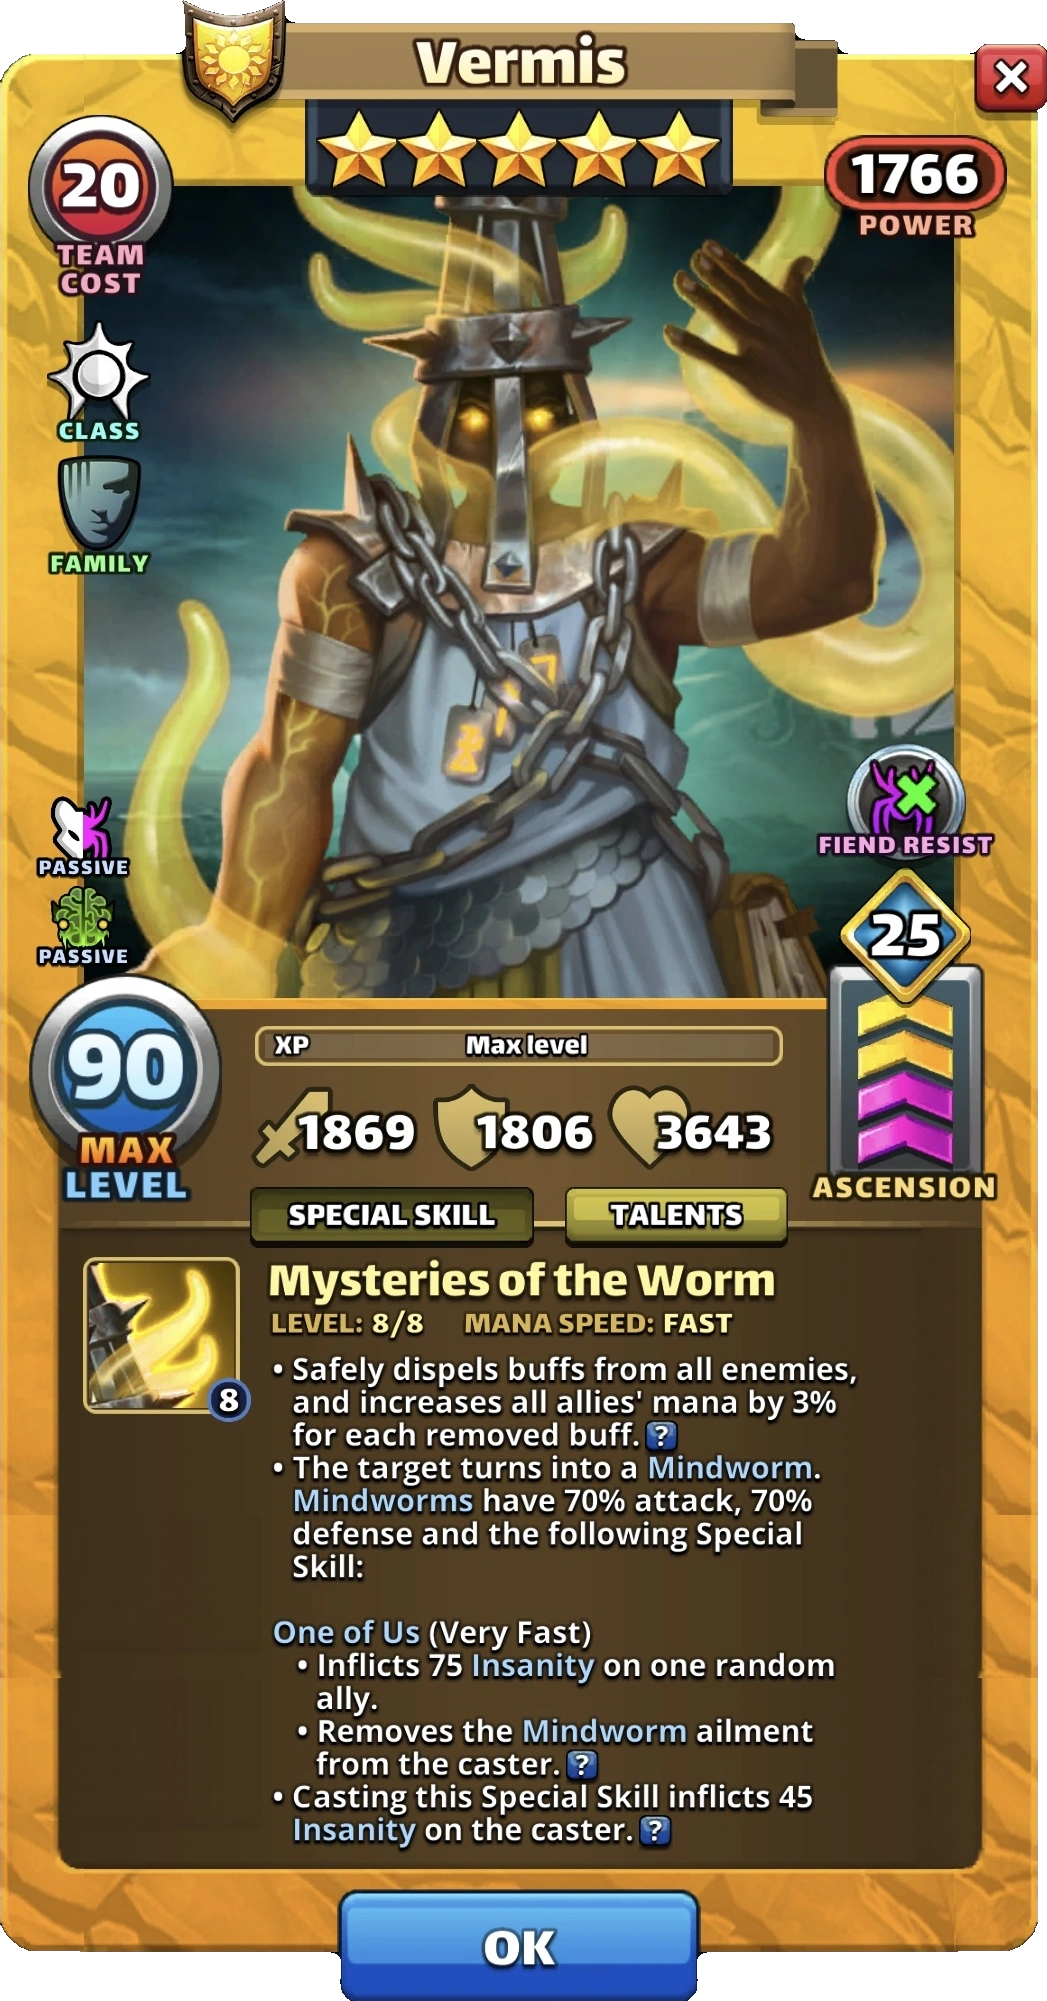 Vermis
20
TEAM
COST
1766
POWER
CLASS
FAMILY
PASSIVE
FIEND RESIST
PASSIVE
25
90
MAX
LEVEL
XP Max level
1869 1806 3643
ASCENSION
SPECIAL SKILL TALENTS
Mysteries of the Worm
LEVEL: 8/8 MANA SPEED: FAST
8
• Safely dispels buffs from all enemies,
and increases all allies' mana by 3%
for each removed buff. ?
• The target turns into a Mindworm.
Mindworms have 70% attack, 70%
defense and the following Special
Skill:
One of Us (Very Fast)
• Inflicts 75 Insanity on one random
ally.
• Removes the Mindworm ailment
from the caster. ?
• Casting this Special Skill inflicts 45
Insanity on the caster. ?
OK